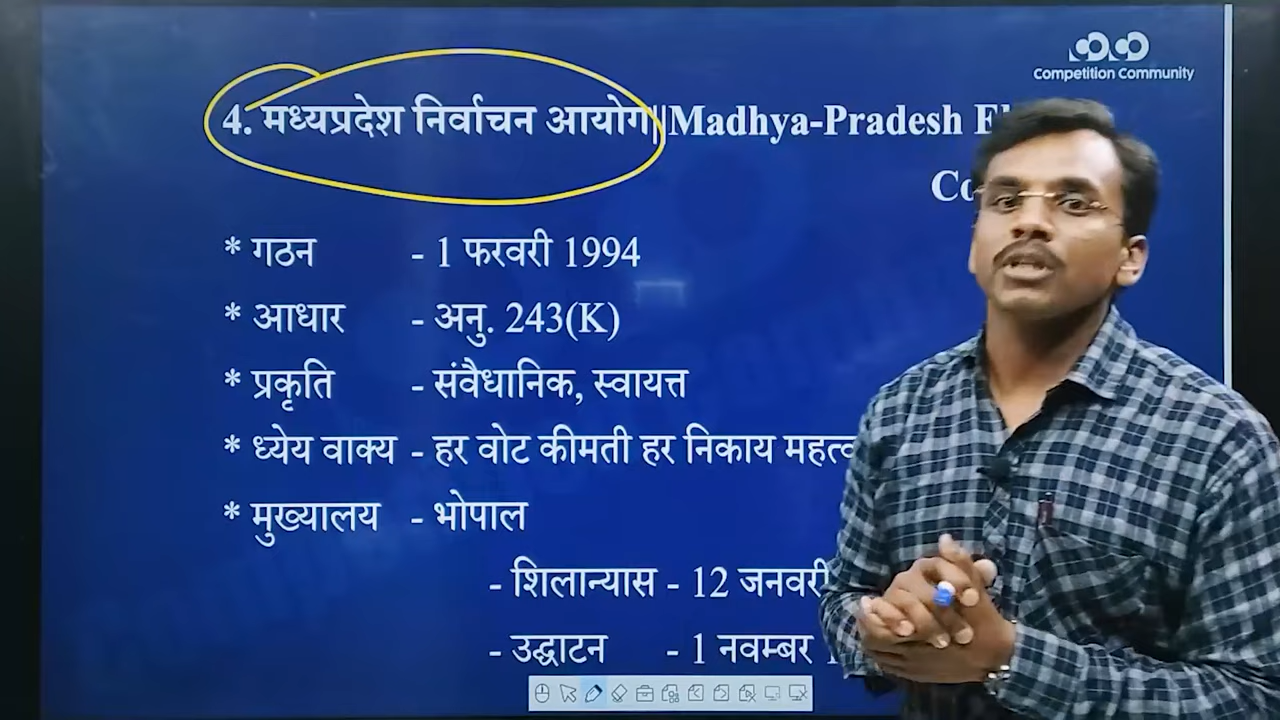 Competition Community
4. मध्यप्रदेश निर्वाचन आयोग||Madhya-Pradesh
* गठन - 1 फरवरी 1994
* आधार - अनु. 243(K)
* प्रकृति - संवैधानिक, स्वायत्त
* ध्येय वाक्य - हर वोट कीमती हर निकाय
* मुख्यालय - भोपाल
- शिलान्यास - 12 जनवरी
- उद्घाटन - 1 नवम्बर